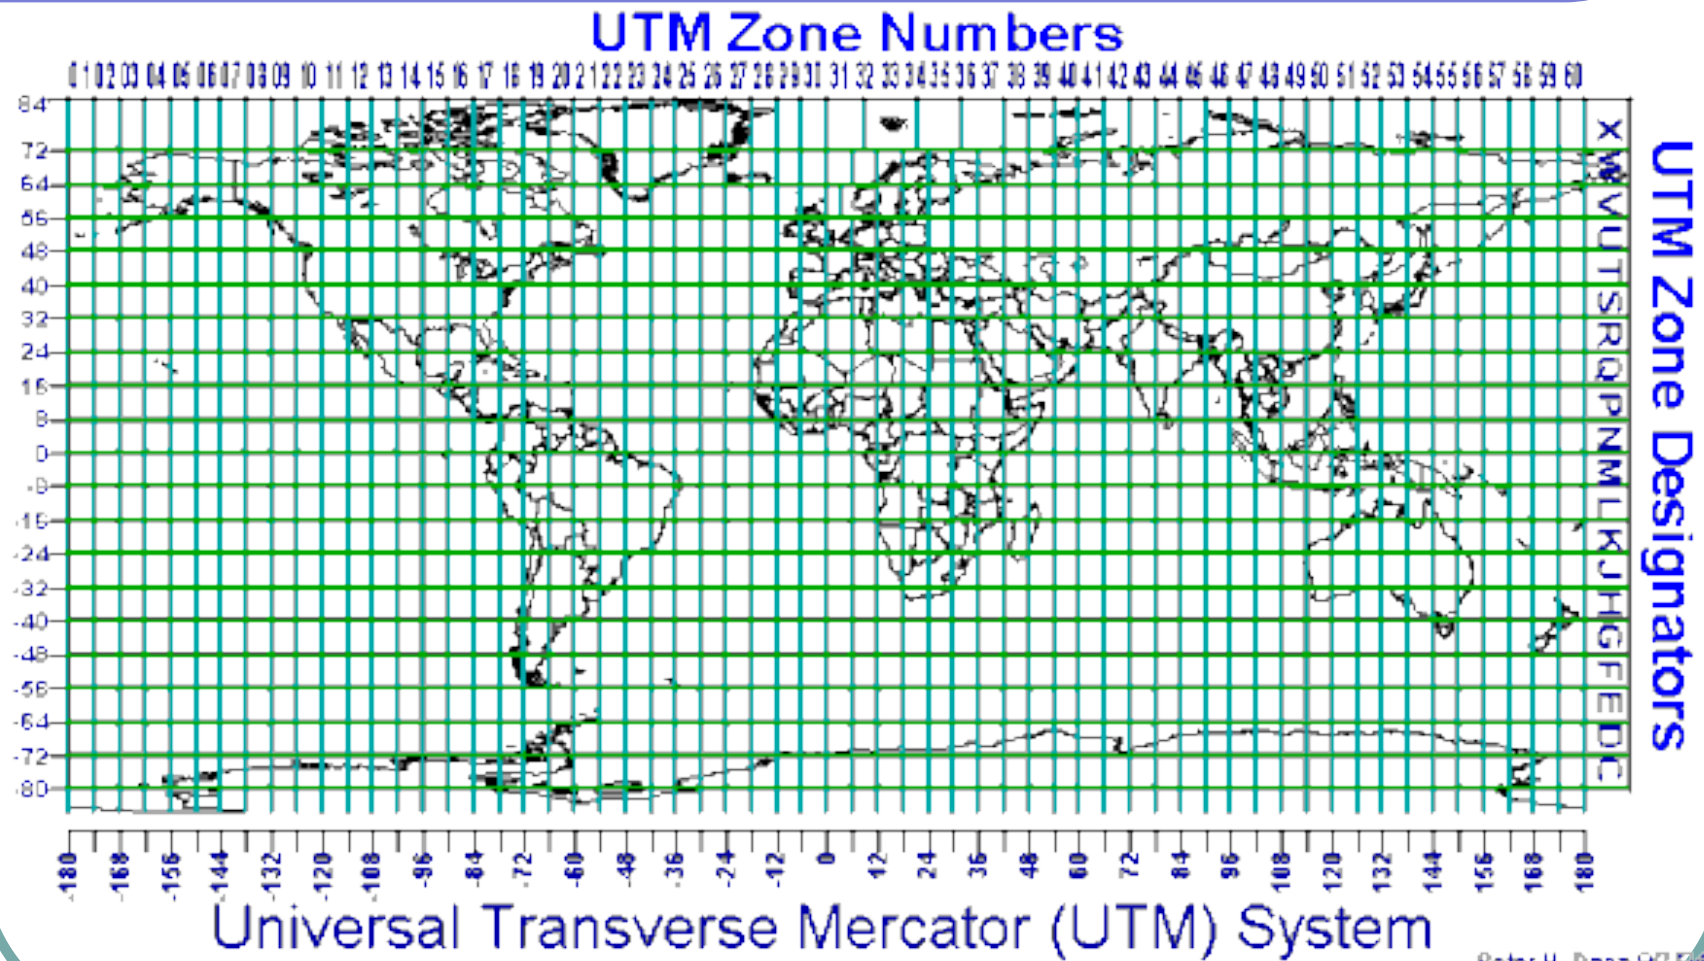 UTM Zone Numbers
01 02 03 04 05 06 07 08 09 10 11 12 13 14 15 16 17 18 19 20 21 22 23 24 25 26 27 28 29 30 31 32 33 34 35 36 37 38 39 40 41 42 43 44 45 46 47 48 49 50 51 52 53 54 55 56 57 58 59 60
84
72
64
56
48
40
32
24
16
8
0
-8
-16
-24
-32
-40
-48
-56
-64
-72
-80
X
W
V
U
T
S
R
Q
P
N
M
L
K
J
H
G
F
E
D
C
UTM Zone Designators
-180 -168 -156 -144 -132 -120 -108 -96 -84 -72 -60 -48 -36 -24 -12 0 12 24 36 48 60 72 84 96 108 120 132 144 156 168 180
Universal Transverse Mercator (UTM) System